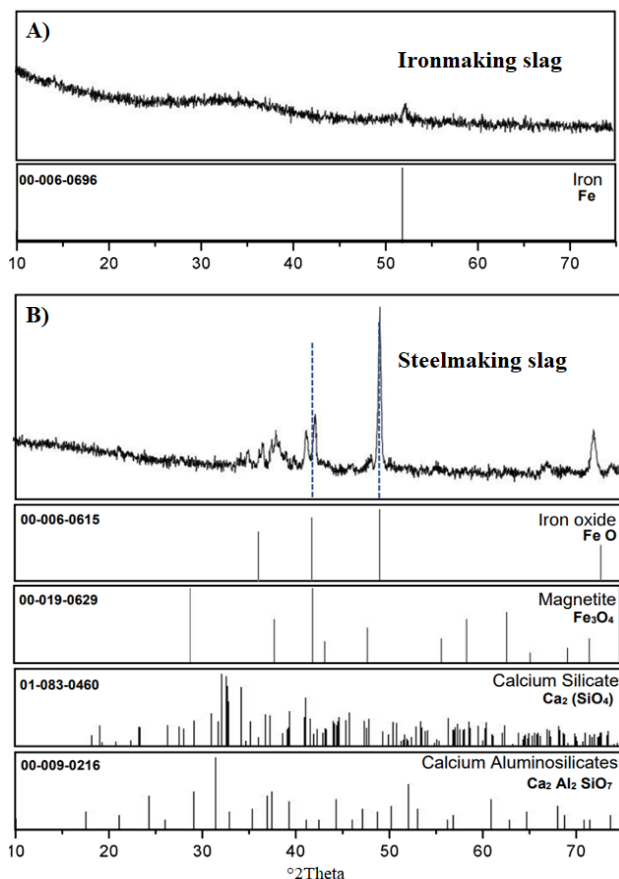 A)
Ironmaking slag
00-006-0696
Iron
Fe
10 20 30 40 50 60 70
B)
Steelmaking slag
00-006-0615
Iron oxide
Fe O
00-019-0629
Magnetite
Fe₃O₄
01-083-0460
Calcium Silicate
Ca₂ (SiO₄)
00-009-0216
Calcium Aluminosilicates
Ca₂ Al₂ SiO₇
10 20 30 40 50 60 70
°2Theta